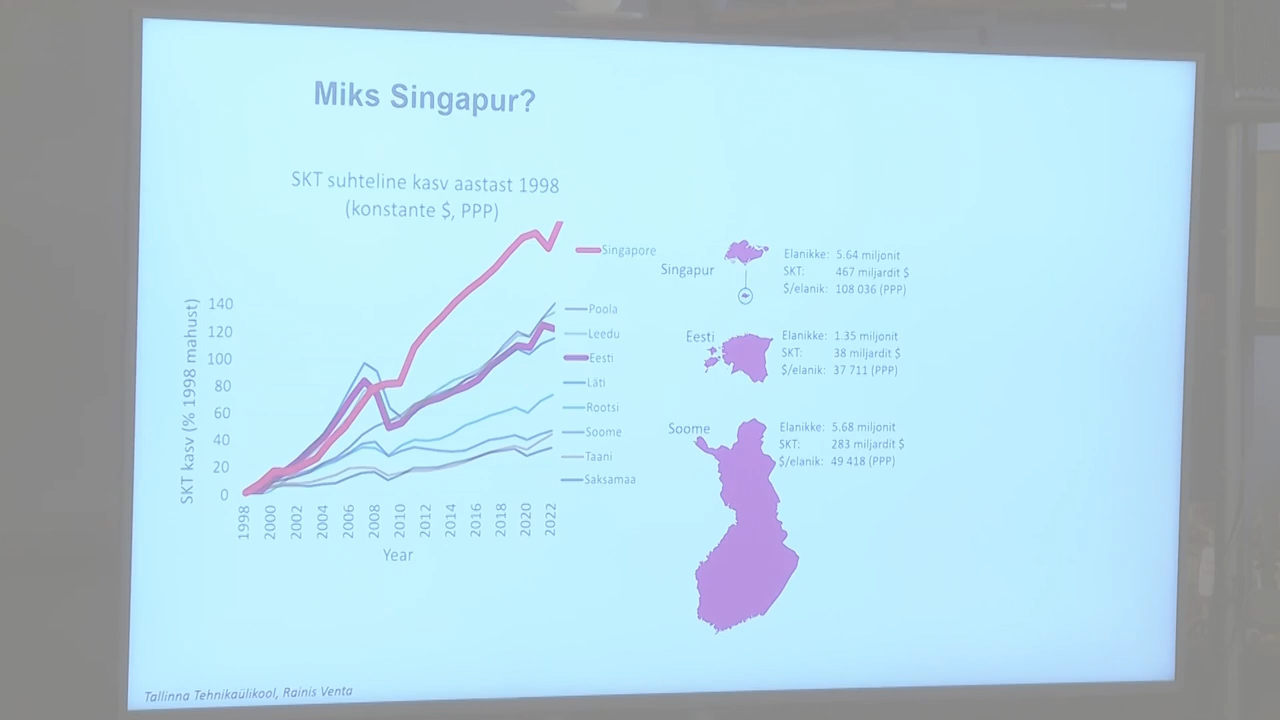 Miks Singapur?
SKT suhteline kasv aastast 1998
(konstante $, PPP)
SKT kasv (% 1998 mahust)
140
120
100
80
60
40
20
0
1998
2000
2002
2004
2006
2008
2010
2012
2014
2016
2018
2020
2022
Year
Singapore
Poola
Leedu
Eesti
Läti
Rootsi
Soome
Taani
Saksamaa
Singapur
Elanikke: 5.64 miljonit
SKT: 467 miljardit $
$/elanik: 108 036 (PPP)
Eesti
Elanikke: 1.35 miljonit
SKT: 38 miljardit $
$/elanik: 37 711 (PPP)
Soome
Elanikke: 5.68 miljonit
SKT: 283 miljardit $
$/elanik: 49 418 (PPP)
Tallinna Tehnikaülikool, Rainis Venta